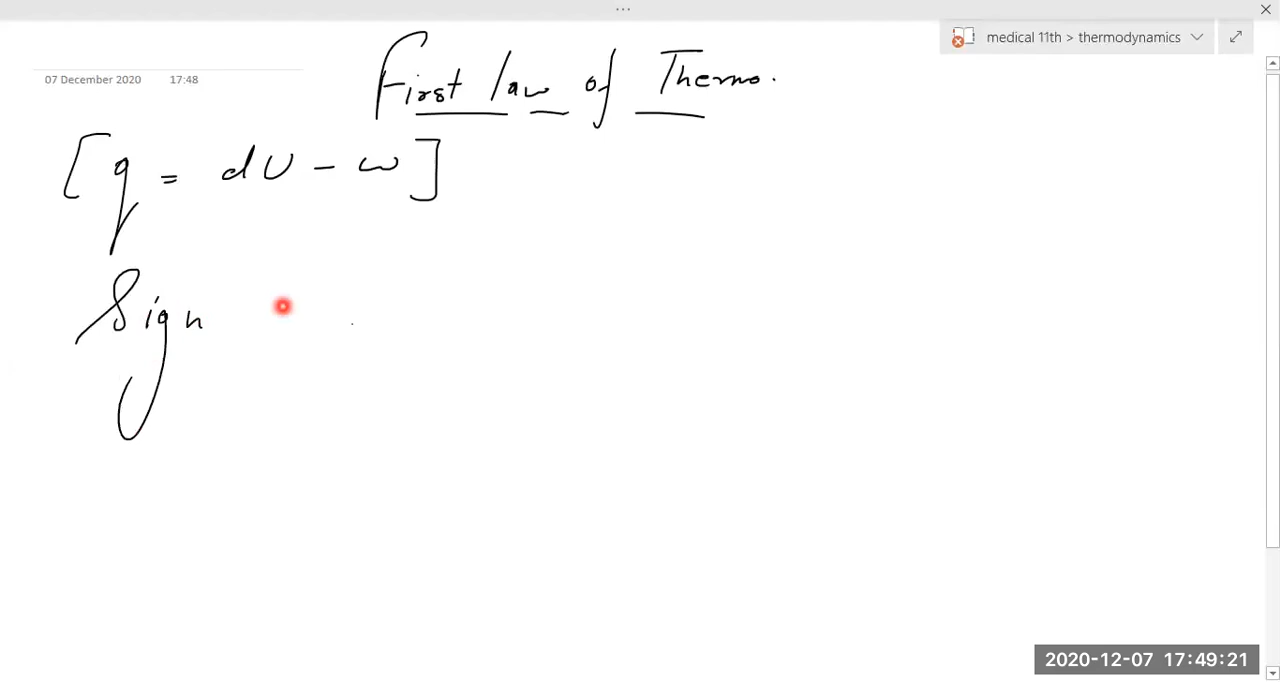 ...
medical 11th > thermodynamics
07 December 2020 17:48
First law of Thermo.
[q = dU - w]
Sign
2020-12-07 17:49:21